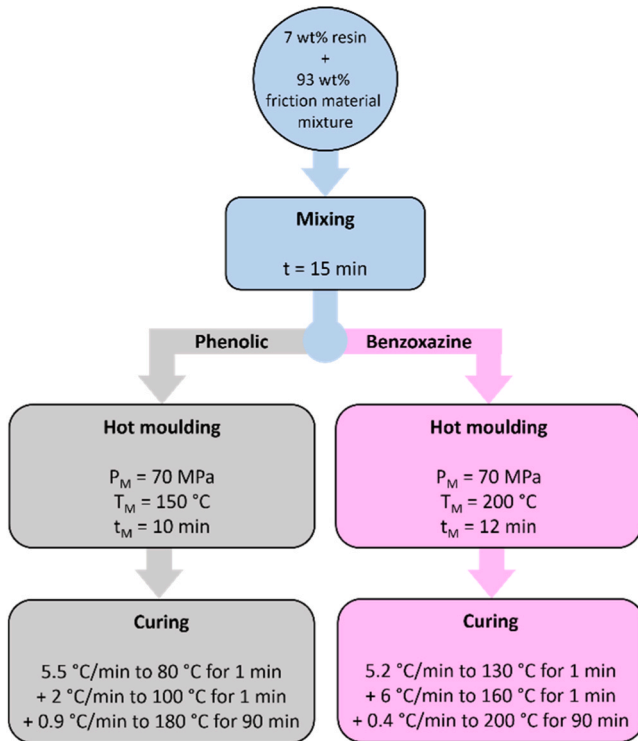 7 wt% resin
+
93 wt%
friction material
mixture
Mixing
t = 15 min
Phenolic
Benzoxazine
Hot moulding
P_M = 70 MPa
T_M = 150 °C
t_M = 10 min
Hot moulding
P_M = 70 MPa
T_M = 200 °C
t_M = 12 min
Curing
5.5 °C/min to 80 °C for 1 min
+ 2 °C/min to 100 °C for 1 min
+ 0.9 °C/min to 180 °C for 90 min
Curing
5.2 °C/min to 130 °C for 1 min
+ 6 °C/min to 160 °C for 1 min
+ 0.4 °C/min to 200 °C for 90 min